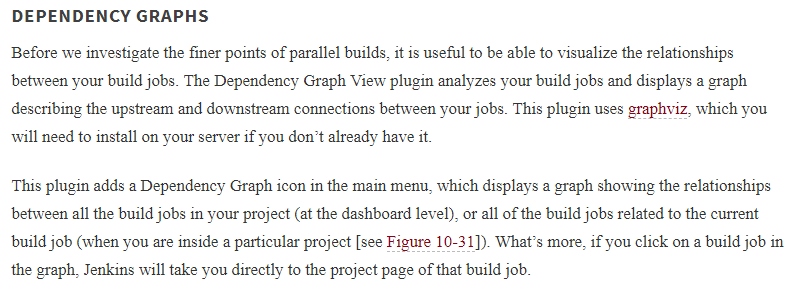 DEPENDENCY GRAPHS
Before we investigate the finer points of parallel builds, it is useful to be able to visualize the relationships
between your build jobs. The Dependency Graph View plugin analyzes your build jobs and displays a graph
describing the upstream and downstream connections between your jobs. This plugin uses graphviz, which you
will need to install on your server if you don’t already have it.
This plugin adds a Dependency Graph icon in the main menu, which displays a graph showing the relationships
between all the build jobs in your project (at the dashboard level), or all of the build jobs related to the current
build job (when you are inside a particular project [see Figure 10-31]). What’s more, if you click on a build job in
the graph, Jenkins will take you directly to the project page of that build job.